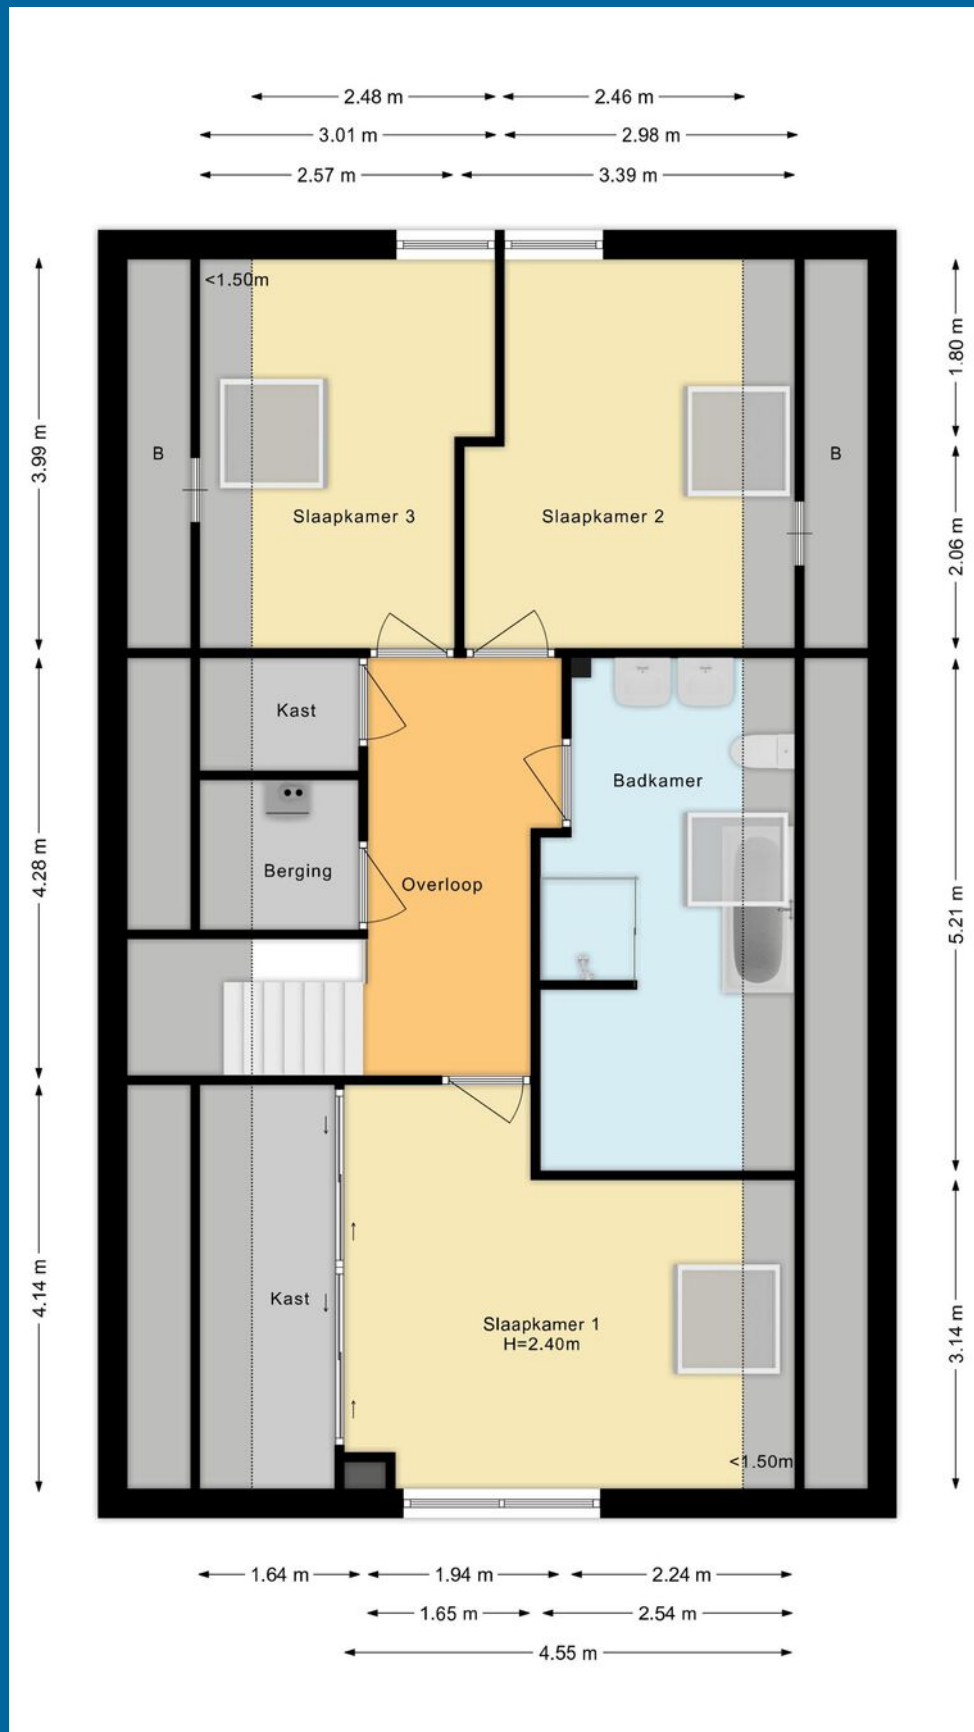 2.48 m
2.46 m
3.01 m
2.98 m
2.57 m
3.39 m
<1.50m
1.80 m
3.99 m
B
B
Slaapkamer 3
Slaapkamer 2
2.06 m
Kast
Badkamer
4.28 m
Berging
Overloop
5.21 m
4.14 m
Kast
Slaapkamer 1
H=2.40m
3.14 m
<1.50m
1.64 m
1.94 m
2.24 m
1.65 m
2.54 m
4.55 m